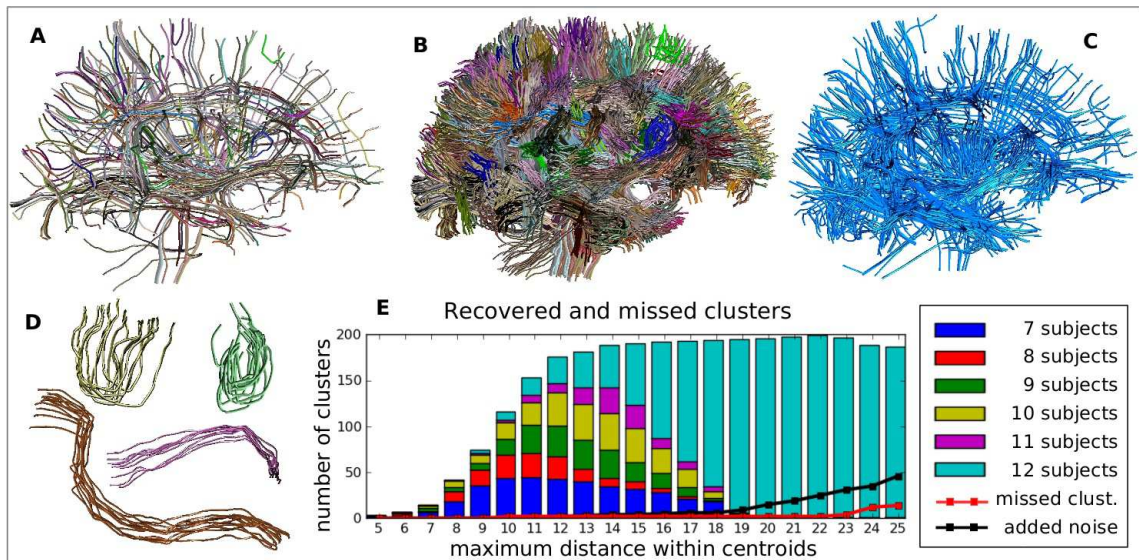 A
B
C
D
E
Recovered and missed clusters
number of clusters
200
150
100
50
0
5 6 7 8 9 10 11 12 13 14 15 16 17 18 19 20 21 22 23 24 25
maximum distance within centroids
7 subjects
8 subjects
9 subjects
10 subjects
11 subjects
12 subjects
missed clust.
added noise